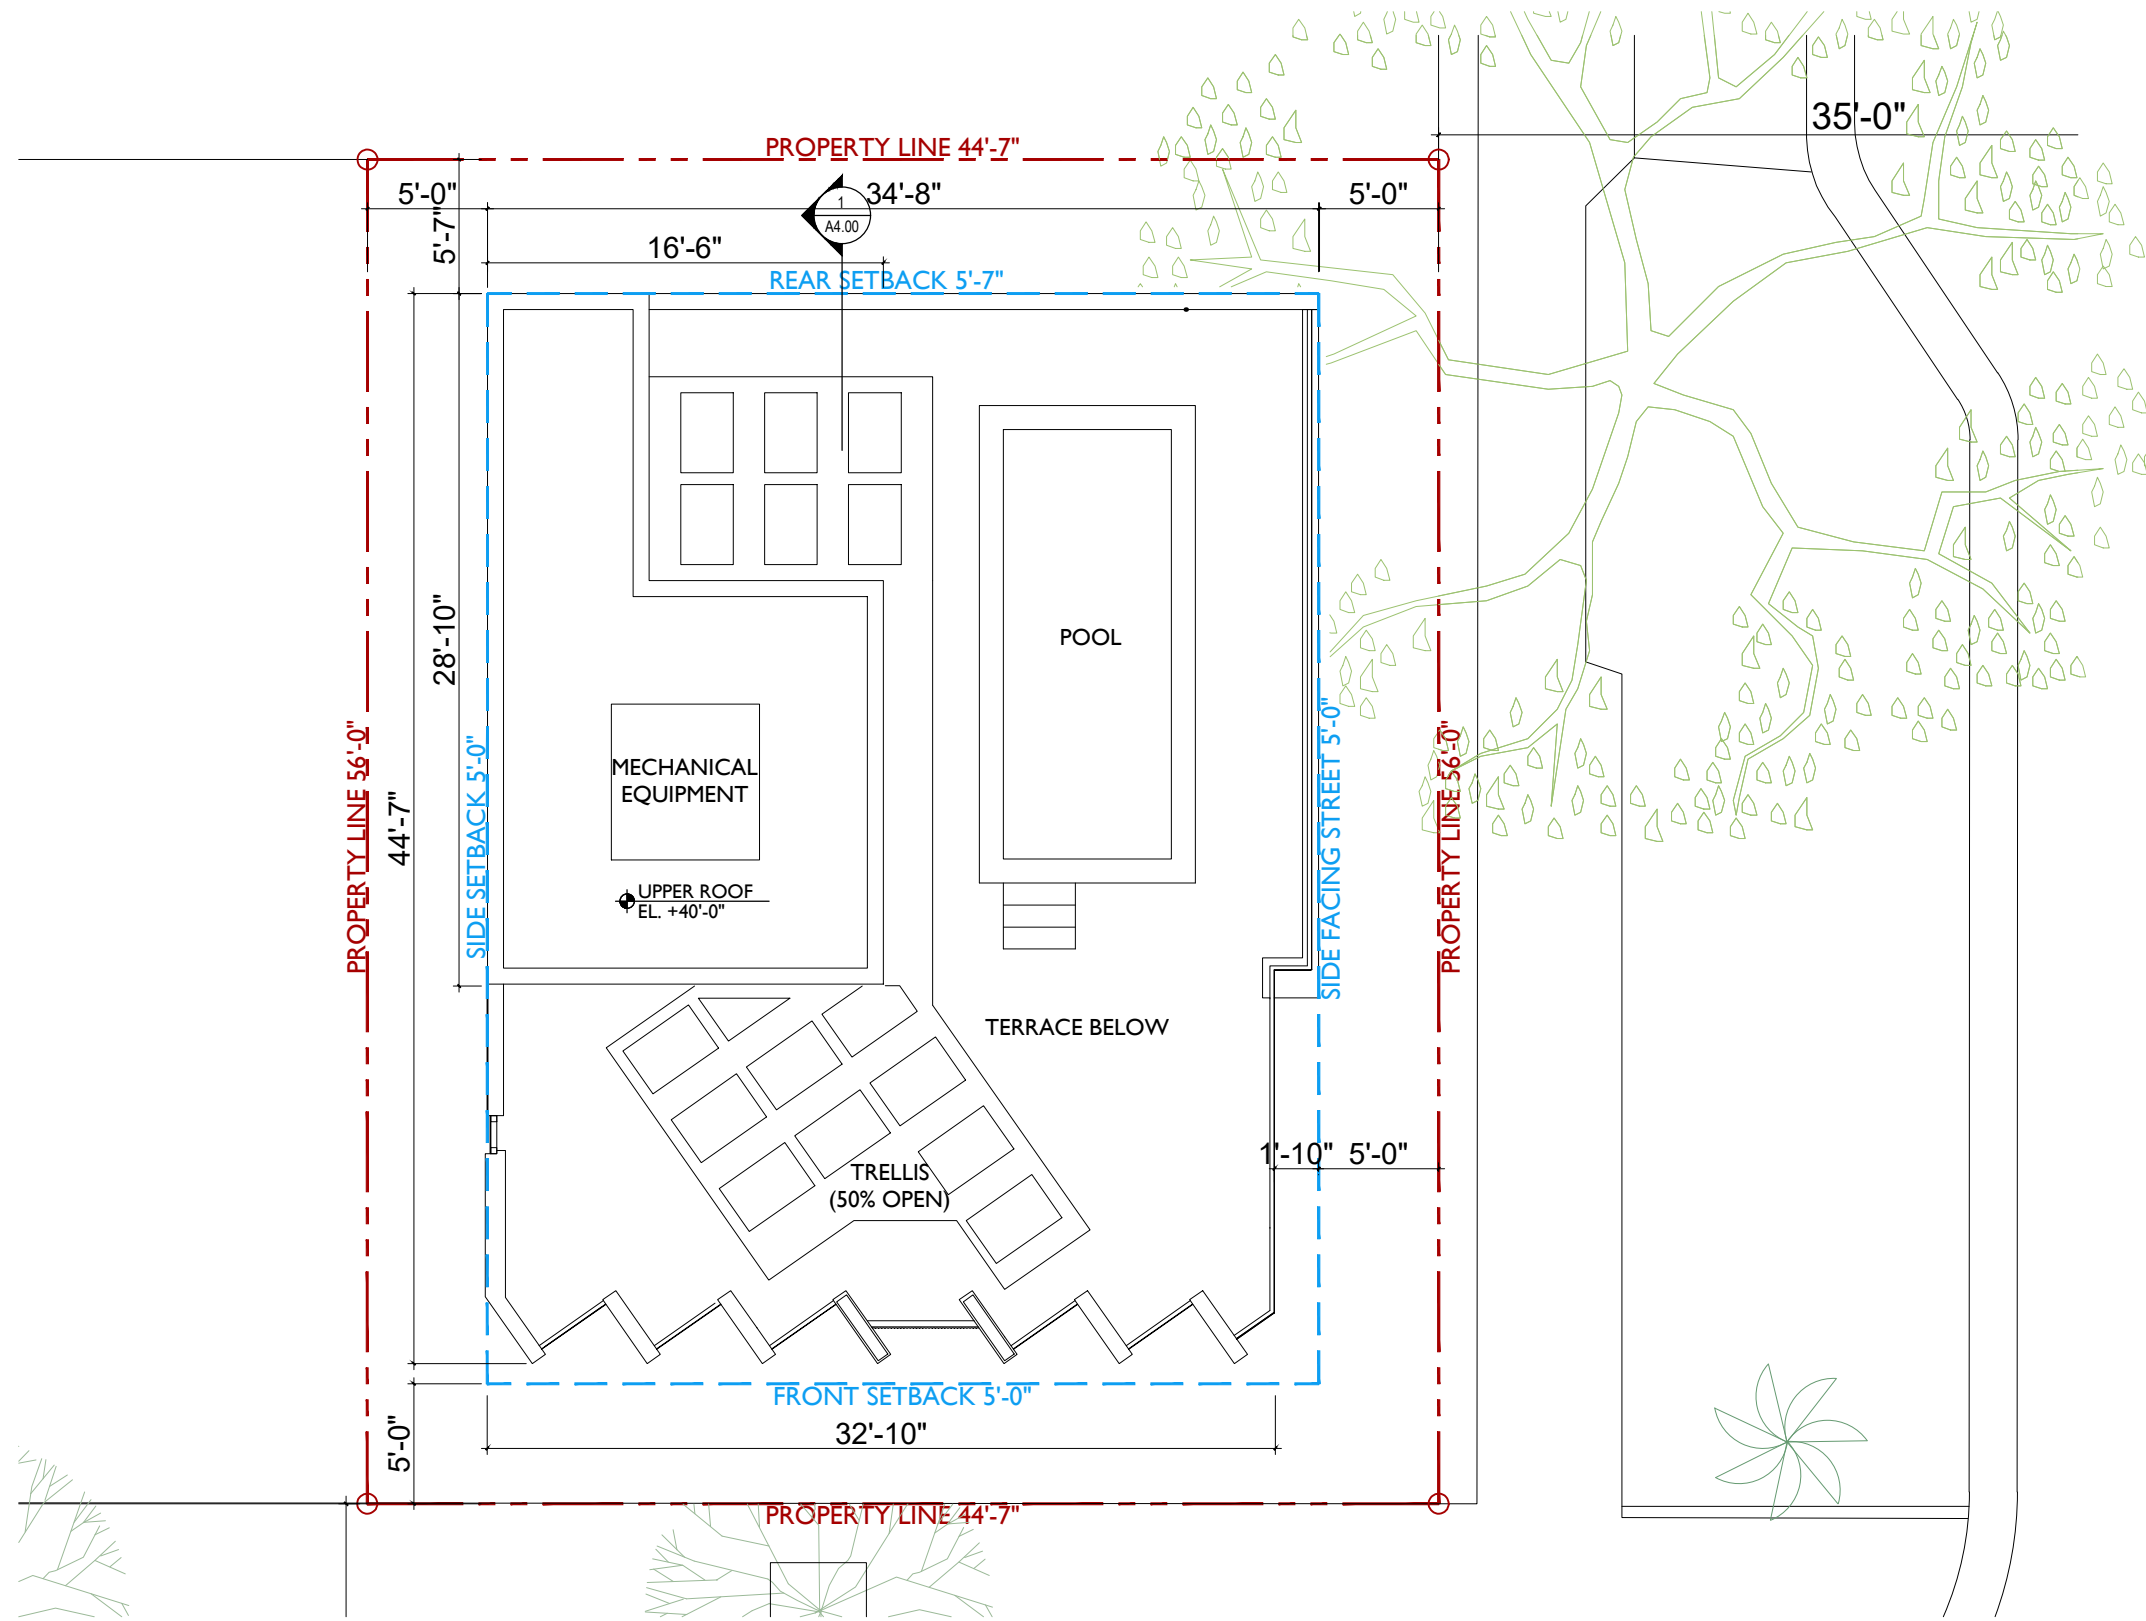 35'-0"
PROPERTY LINE 44'-7"
5'-0"
34'-8"
5'-0"
1
A4.00
5'-7"
16'-6"
REAR SETBACK 5'-7"
28'-10"
POOL
PROPERTY LINE 56'-0"
44'-7"
SIDE SETBACK 5'-0"
MECHANICAL
EQUIPMENT
SIDE FACING STREET 5'-0"
PROPERTY LINE 56'-0"
UPPER ROOF
EL. +40'-0"
TERRACE BELOW
1'-10"
5'-0"
TRELLIS
(50% OPEN)
FRONT SETBACK 5'-0"
32'-10"
5'-0"
PROPERTY LINE 44'-7"